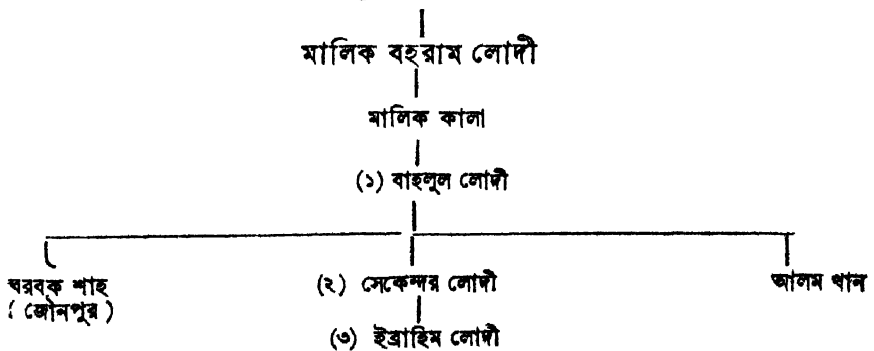 মালিক বহরাম লোদী
মালিক কালা
(১) বাহলুল লোদী
বরবক শাহ (২) সেকেন্দর লোদী আলম খান
( জৌনপুর )
(৩) ইব্রাহিম লোদী